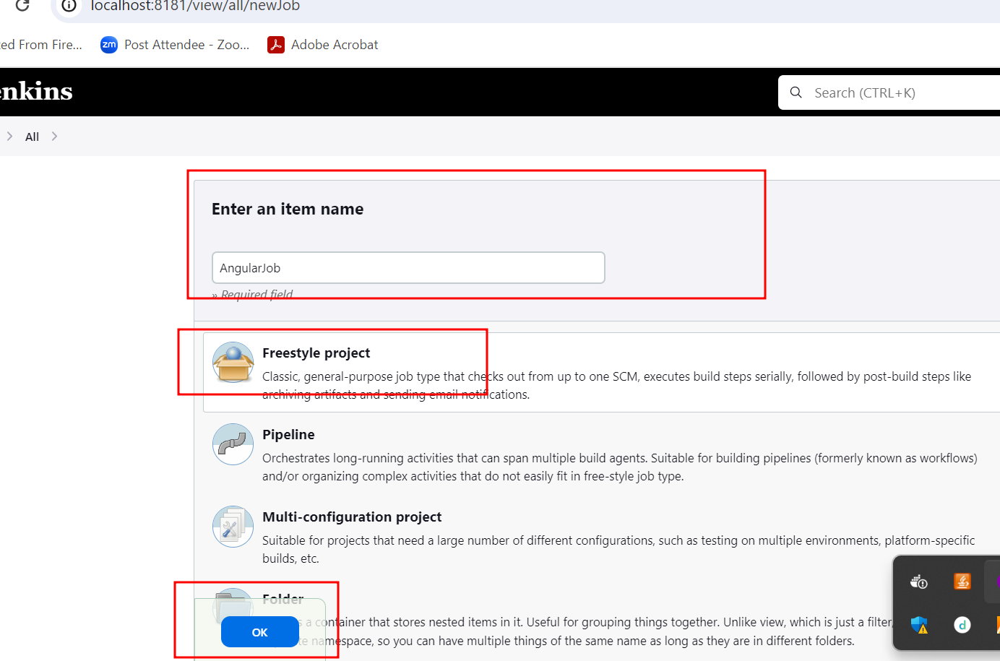 localhost:8181/view/all/newJob
ed From Fire... Post Attendee - Zoo... Adobe Acrobat
enkins Search (CTRL+K)
All
Enter an item name
AngularJob
» Required field
Freestyle project
Classic, general-purpose job type that checks out from up to one SCM, executes build steps serially, followed by post-build steps like
archiving artifacts and sending email notifications.
Pipeline
Orchestrates long-running activities that can span multiple build agents. Suitable for building pipelines (formerly known as workflows)
and/or organizing complex activities that do not easily fit in free-style job type.
Multi-configuration project
Suitable for projects that need a large number of different configurations, such as testing on multiple environments, platform-specific
builds, etc.
Folder
a container that stores nested items in it. Useful for grouping things together. Unlike view, which is just a filter,
OK
namespace, so you can have multiple things of the same name as long as they are in different folders.